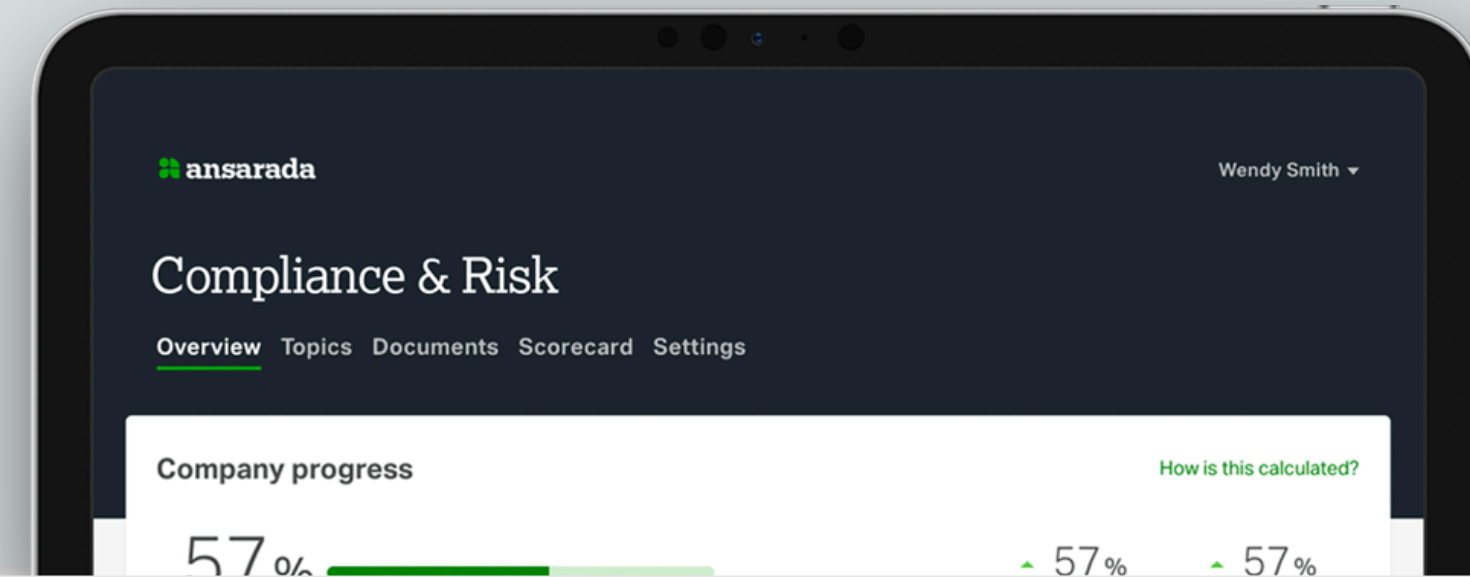 ansarada
Wendy Smith
Compliance & Risk
Overview Topics Documents Scorecard Settings
Company progress
How is this calculated?
57%
57% 57%